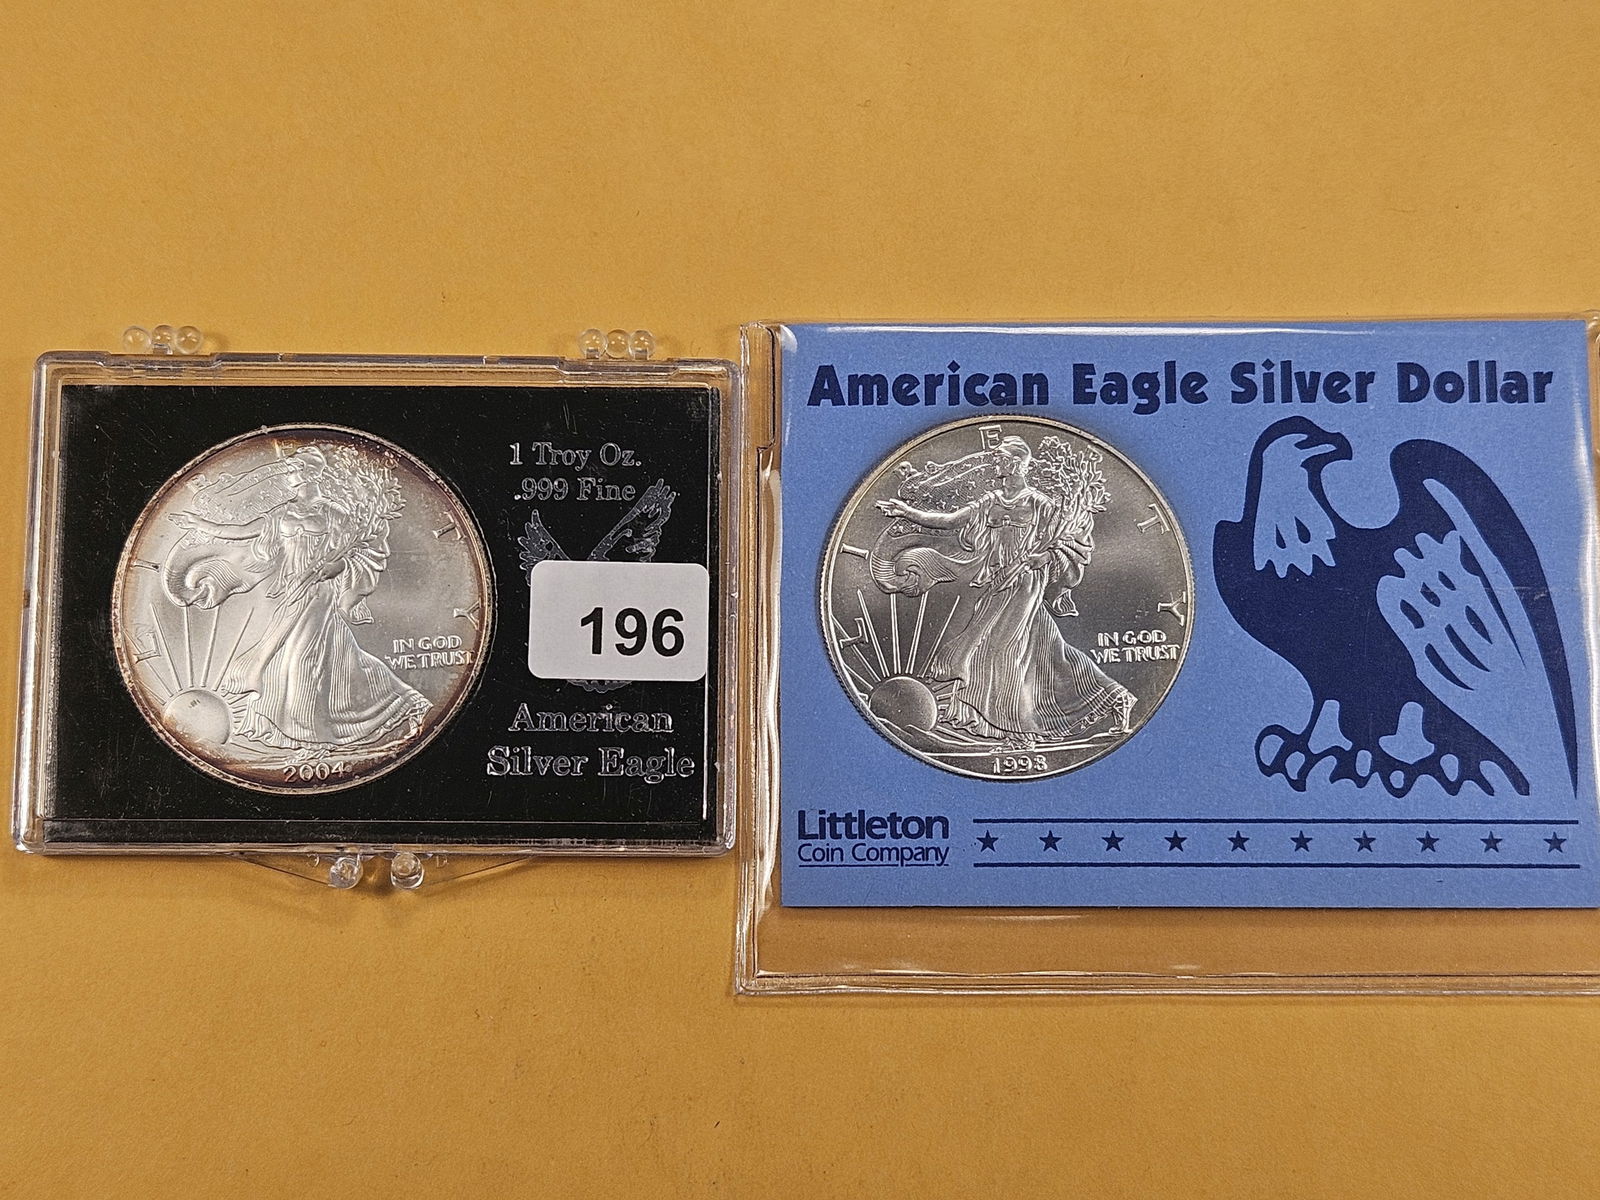 1 Troy Oz.
.999 Fine
196
American
Silver Eagle
LIBERTY
IN GOD
WE TRUST
2004
American Eagle Silver Dollar
LIBERTY
IN GOD
WE TRUST
1998
Littleton
Coin Company